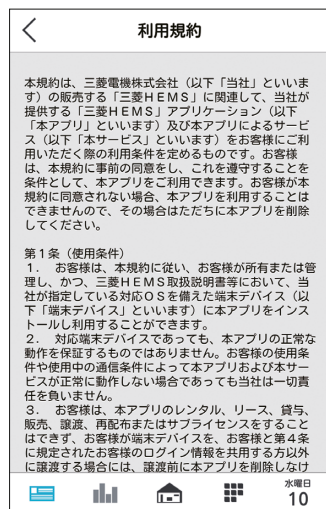 利用規約
本規約は、三菱電機株式会社（以下「当社」といいま
す）の販売する「三菱ＨＥＭＳ」に関連して、当社が
提供する「三菱ＨＥＭＳ」アプリケーション（以下
「本アプリ」といいます）及び本アプリによるサービ
ス（以下「本サービス」といいます）をお客様にご利
用いただく際の利用条件を定めるものです。お客様
は、本規約に事前の同意をし、これを遵守することを
条件として、本アプリをご利用できます。お客様が本
規約に同意されない場合、本アプリを利用することは
できませんので、その場合はただちに本アプリを削除
してください。
第１条（使用条件）
１．　お客様は、本規約に従い、お客様が所有または管
理し、かつ、三菱ＨＥＭＳ取扱説明書等において、当
社が指定している対応ＯＳを備えた端末デバイス（以
下「端末デバイス」といいます）に本アプリをインス
トールし利用することができます。
２．　対応端末デバイスであっても、本アプリの正常な
動作を保証するものではありません。お客様の使用条
件や使用中の通信条件によって本アプリおよび本サー
ビスが正常に動作しない場合であっても当社は一切責
任を負いません。
３．　お客様は、本アプリのレンタル、リース、貸与、
販売、譲渡、再配布またはサプライセンスをすること
はできず、お客様が端末デバイスを、お客様と第４条
に規定されたお客様のログイン情報を共用する方以外
に譲渡する場合には、譲渡前に本アプリを削除しなけ
水曜日
10